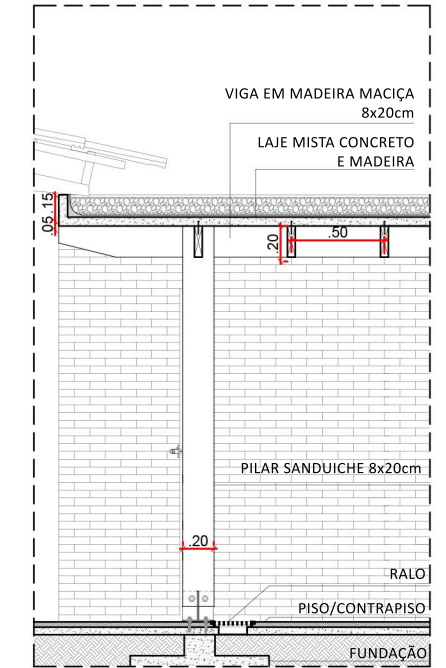 VIGA EM MADEIRA MACIÇA
8x20cm
LAJE MISTA CONCRETO
E MADEIRA
.05 .15
.20
.50
PILAR SANDUICHE 8x20cm
.20
RALO
PISO/CONTRAPISO
FUNDAÇÃO